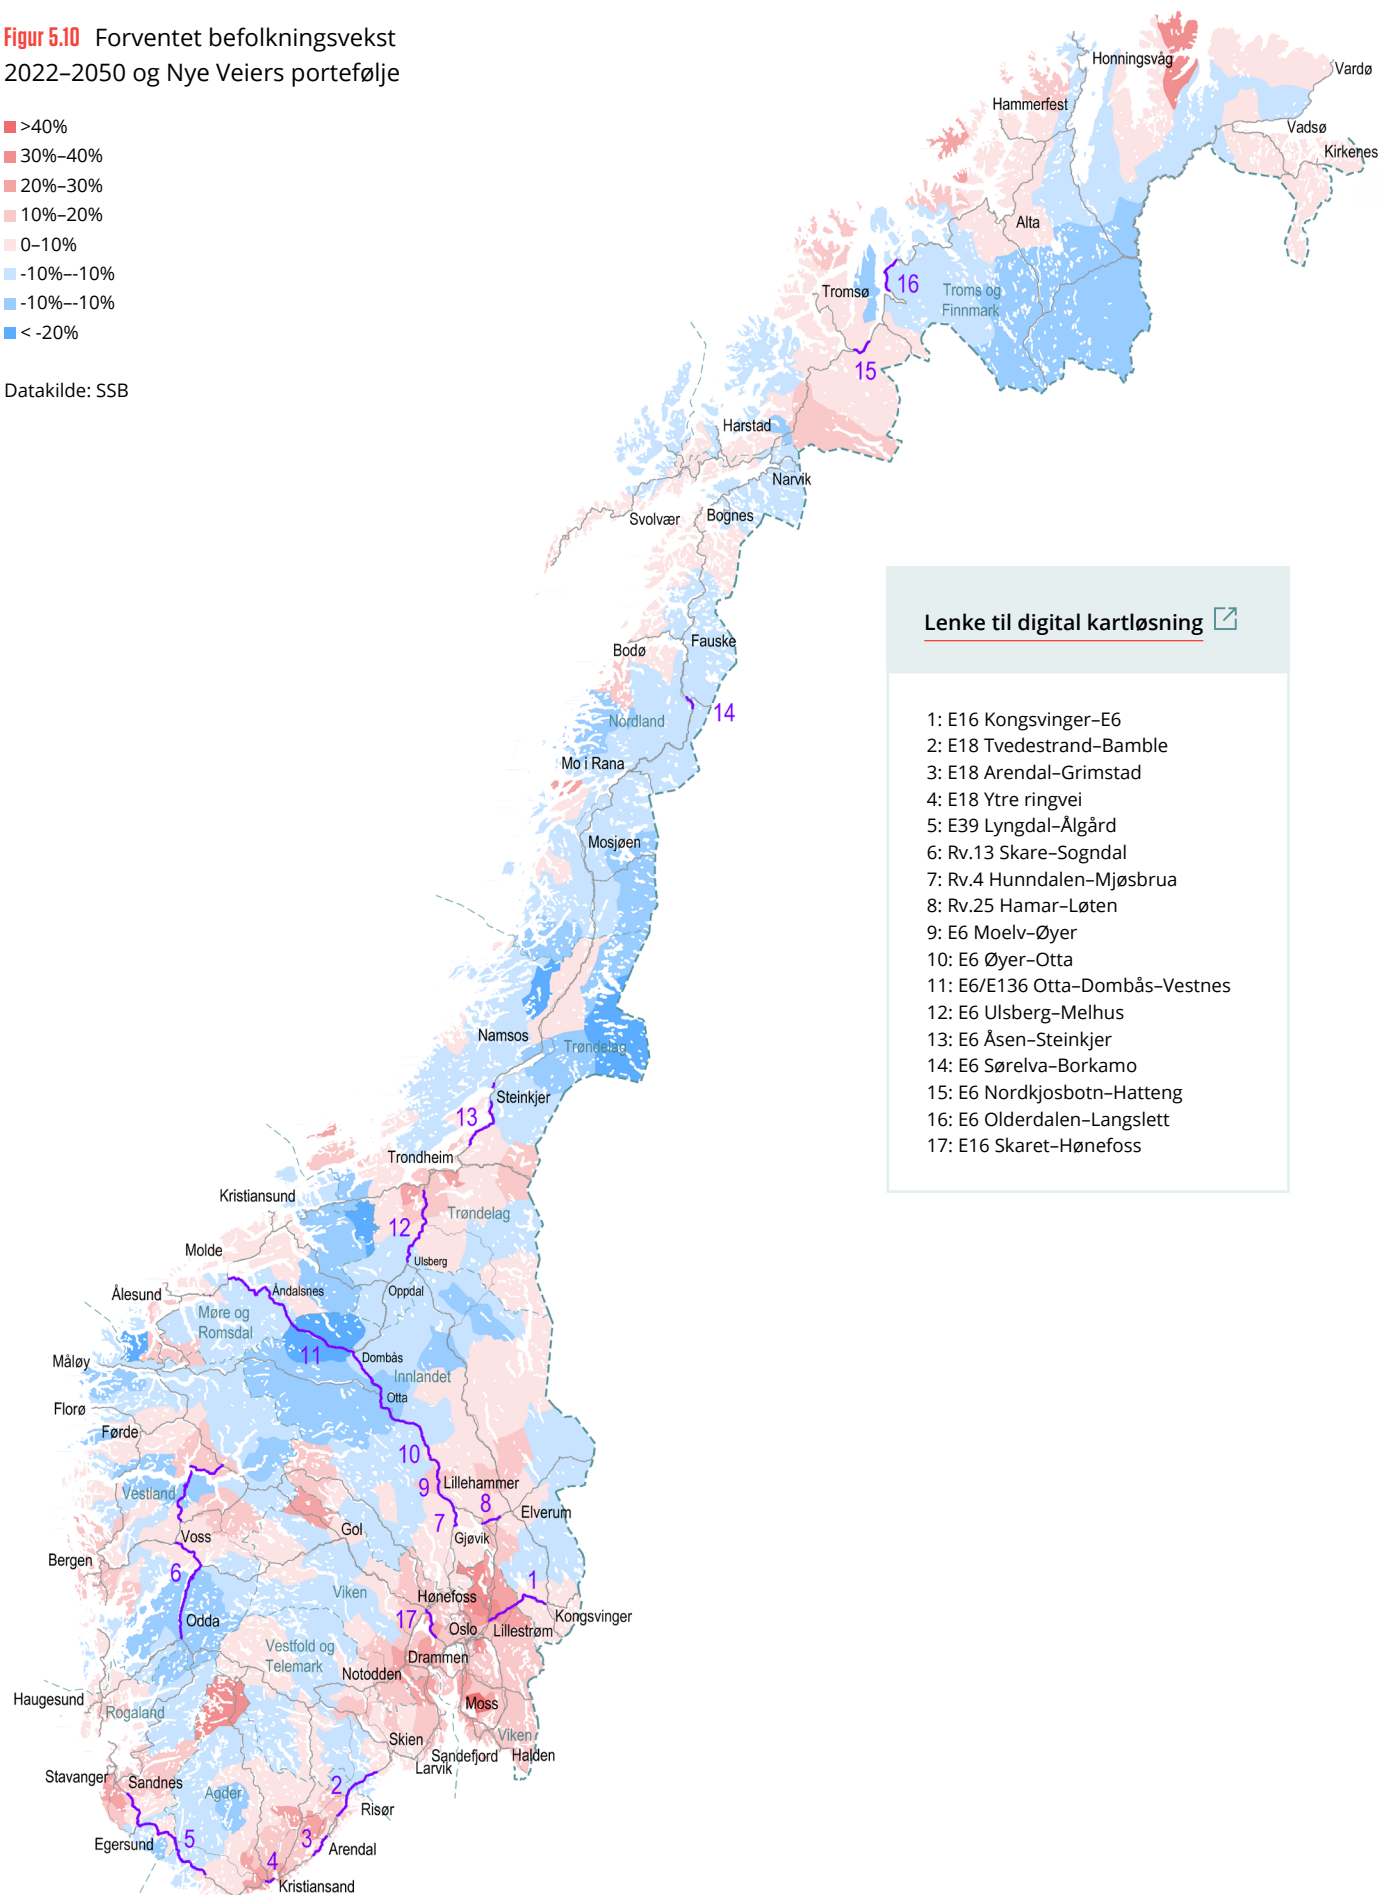 Figur 5.10 Forventet befolkningsvekst
2022–2050 og Nye Veiers portefølje
>40%
30%–40%
20%–30%
10%–20%
0–10%
-10%–-10%
-10%–-10%
< -20%
Datakilde: SSB
Honningsvåg
Vardø
Hammerfest
Vadsø
Kirkenes
Alta
16
Tromsø
Troms og
Finnmark
15
Harstad
Narvik
Svolvær
Bognes
Fauske
Bodø
14
Nordland
Mo i Rana
Mosjøen
Namsos
Trøndelag
Steinkjer
13
Trondheim
Kristiansund
Trøndelag
12
Molde
Ulsberg
Åndalsnes
Oppdal
Ålesund
Møre og
Romsdal
11
Dombås
Måløy
Innlandet
Otta
Florø
Førde
10
Lillehammer
9
Vestland
8
Elverum
7
Gol
Voss
Gjøvik
Bergen
6
1
Viken
Hønefoss
Kongsvinger
17
Odda
Oslo
Lillestrøm
Vestfold og
Telemark
Drammen
Notodden
Haugesund
Moss
Rogaland
Viken
Skien
Sandefjord
Halden
Larvik
Stavanger
Sandnes
2
Agder
Risør
5
3
Egersund
Arendal
4
Kristiansand
Lenke til digital kartløsning
1: E16 Kongsvinger–E6
2: E18 Tvedestrand–Bamble
3: E18 Arendal–Grimstad
4: E18 Ytre ringvei
5: E39 Lyngdal–Ålgård
6: Rv.13 Skare–Sogndal
7: Rv.4 Hunndalen–Mjøsbrua
8: Rv.25 Hamar–Løten
9: E6 Moelv–Øyer
10: E6 Øyer–Otta
11: E6/E136 Otta–Dombås–Vestnes
12: E6 Ulsberg–Melhus
13: E6 Åsen–Steinkjer
14: E6 Sørelva–Borkamo
15: E6 Nordkjosbotn–Hatteng
16: E6 Olderdalen–Langslett
17: E16 Skaret–Hønefoss